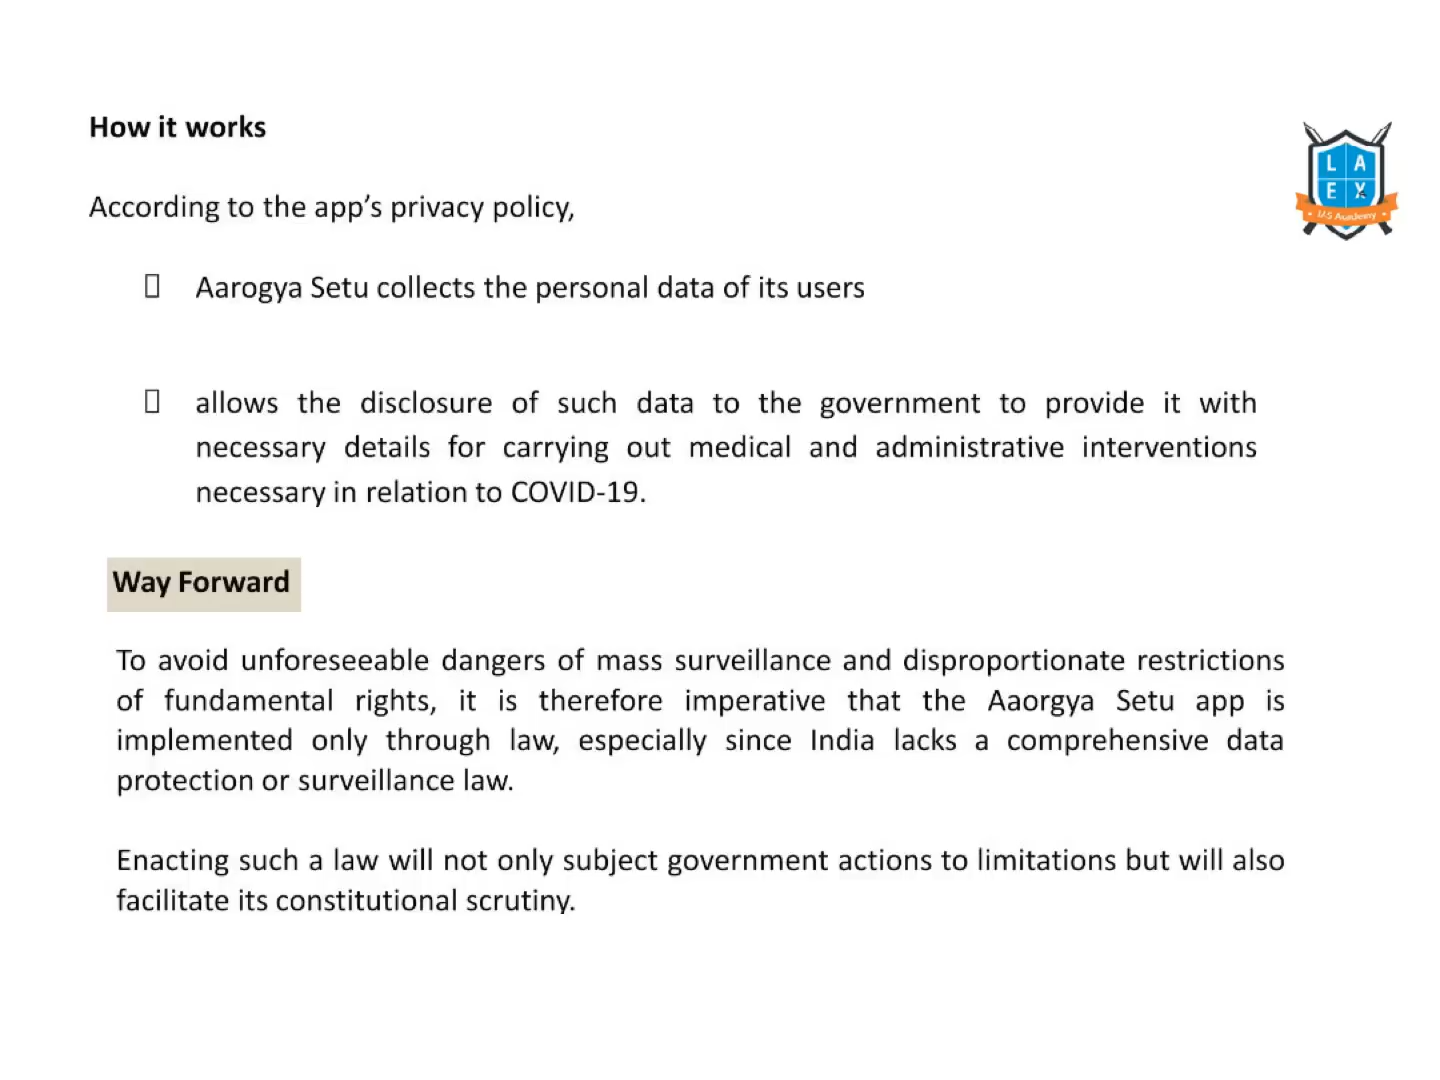 How it works
L A
E X
U.S Academy
According to the app’s privacy policy,
Aarogya Setu collects the personal data of its users
allows the disclosure of such data to the government to provide it with
necessary details for carrying out medical and administrative interventions
necessary in relation to COVID-19.
Way Forward
To avoid unforeseeable dangers of mass surveillance and disproportionate restrictions
of fundamental rights, it is therefore imperative that the Aaorgya Setu app is
implemented only through law, especially since India lacks a comprehensive data
protection or surveillance law.
Enacting such a law will not only subject government actions to limitations but will also
facilitate its constitutional scrutiny.